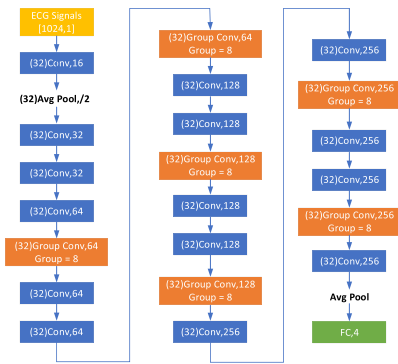 ECG Signals
[1024,1]
(32)Conv,16
(32)Avg Pool,/2
(32)Conv,32
(32)Conv,32
(32)Conv,64
(32)Group Conv,64
Group = 8
(32)Conv,64
(32)Conv,64
(32)Group Conv,64
Group = 8
(32)Conv,128
(32)Conv,128
(32)Group Conv,128
Group = 8
(32)Conv,128
(32)Conv,128
(32)Group Conv,128
Group = 8
(32)Conv,256
(32)Conv,256
(32)Group Conv,256
Group = 8
(32)Conv,256
(32)Conv,256
(32)Group Conv,256
Group = 8
(32)Conv,256
Avg Pool
FC,4